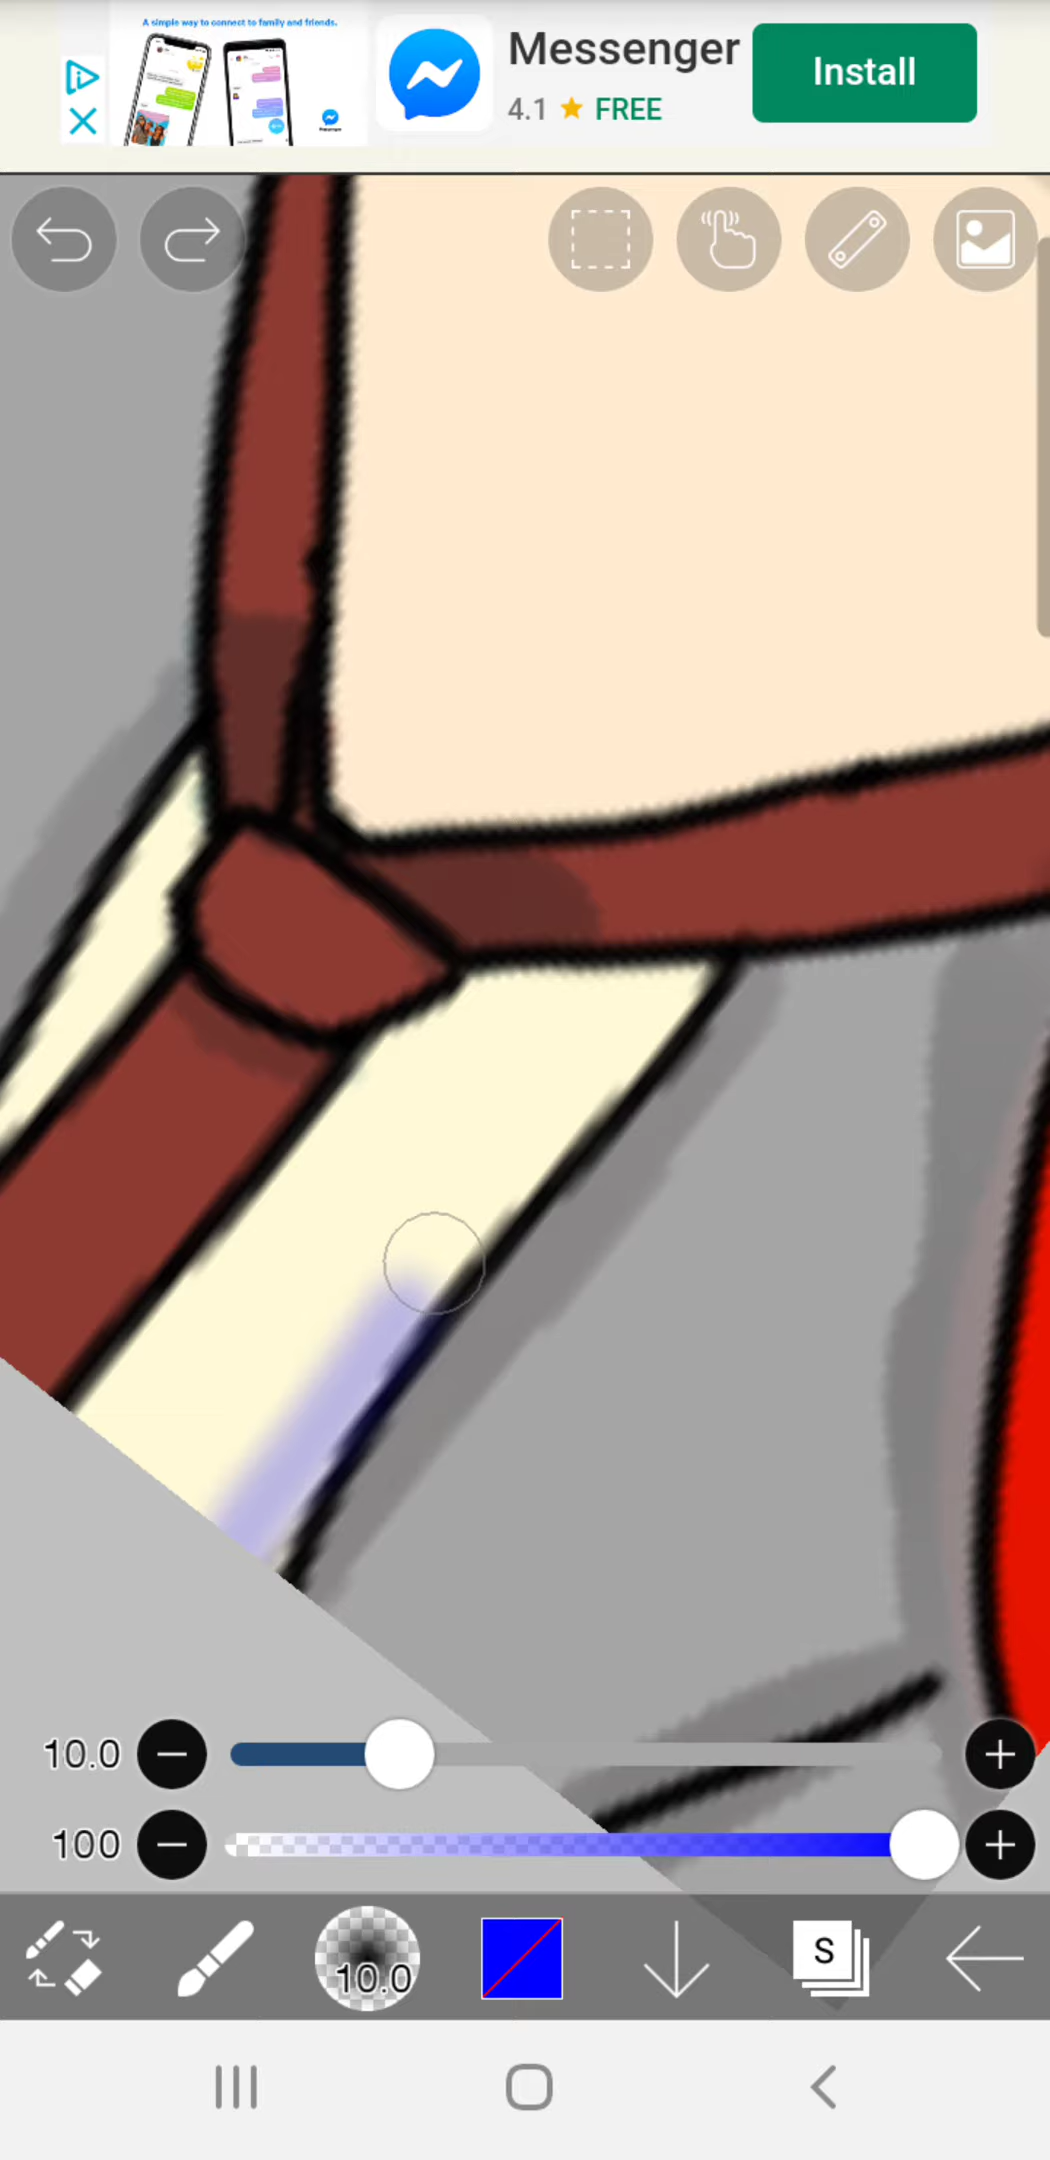 A simple way to connect to family and friends.
Messenger
4.1 FREE
Install
10.0
100
10.0
S